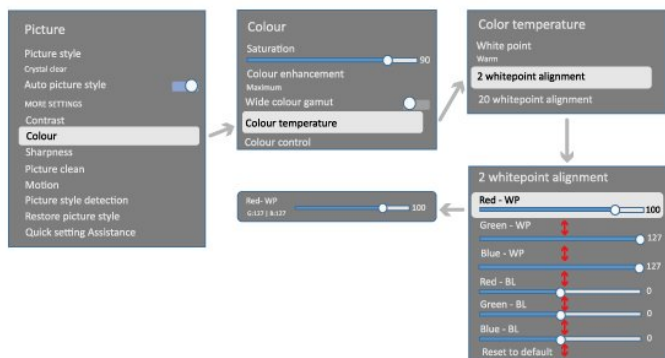 Picture
Picture style
Crystal clear
Auto picture style
MORE SETTINGS
Contrast
Colour
Sharpness
Picture clean
Motion
Picture style detection
Restore picture style
Quick setting Assistance
Colour
Saturation
90
Colour enhancement
Maximum
Wide colour gamut
Colour temperature
Colour control
Color temperature
White point
Warm
2 whitepoint alignment
20 whitepoint alignment
2 whitepoint alignment
Red - WP
100
Green - WP
127
Blue - WP
127
Red - BL
0
Green - BL
0
Blue - BL
0
Reset to default
Red- WP
G:127 | B:127
100